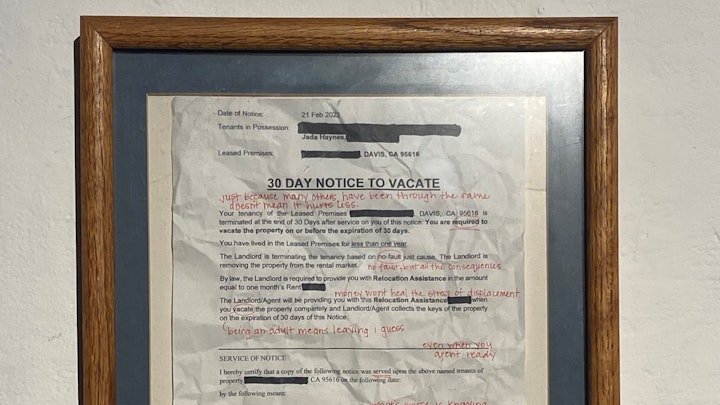 Date of Notice: 21 Feb 2022
Tenants in Possession:
Jada Haynes,
Leased Premises: , DAVIS, CA 95616
30 DAY NOTICE TO VACATE
just because many others have been through the same
doesnt mean it hurts less.
Your tenancy of the Leased Premises , DAVIS, CA 95616 is
terminated at the end of 30 Days after service on you of this notice. You are required to
vacate the property on or before the expiration of 30 days.
You have lived in the Leased Premises for less than one year.
The Landlord is terminating the tenancy based on no-fault just cause. The Landlord is
removing the property from the rental market.
no fault, but all the consequences
By law, the Landlord is required to provide you with Relocation Assistance in the amount
equal to one month's Rent
money wont heal the stress of displacement
The Landlord/Agent will be providing you with this Relocation Assistance when
you vacate the property completely and Landlord/Agent collects the keys of the property
on the expiration of 30 days of this Notice.
being an adult means leaving i guess
even when you
arent ready
SERVICE OF NOTICE
I hereby certify that a copy of the following notice was served upon the above named tenants of
property CA 95616 on the following date:
by the following means:
is knowing